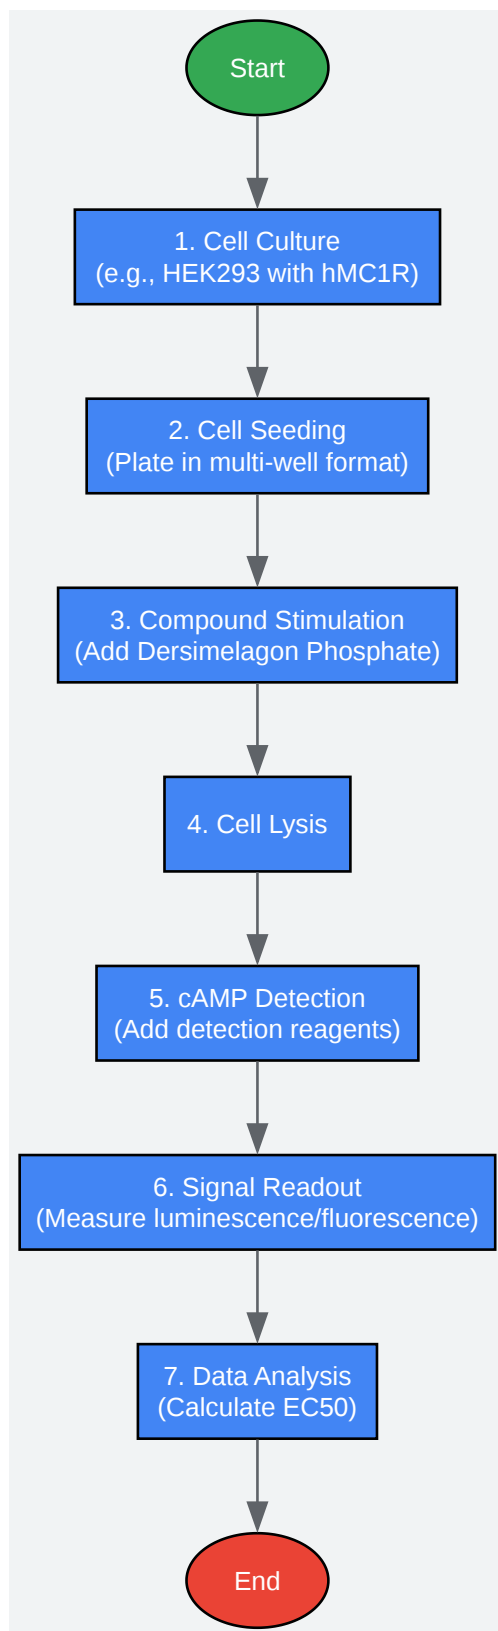 Start
1. Cell Culture
(e.g., HEK293 with hMC1R)
2. Cell Seeding
(Plate in multi-well format)
3. Compound Stimulation
(Add Dersimelagon Phosphate)
4. Cell Lysis
5. cAMP Detection
(Add detection reagents)
6. Signal Readout
(Measure luminescence/fluorescence)
7. Data Analysis
(Calculate EC50)
End